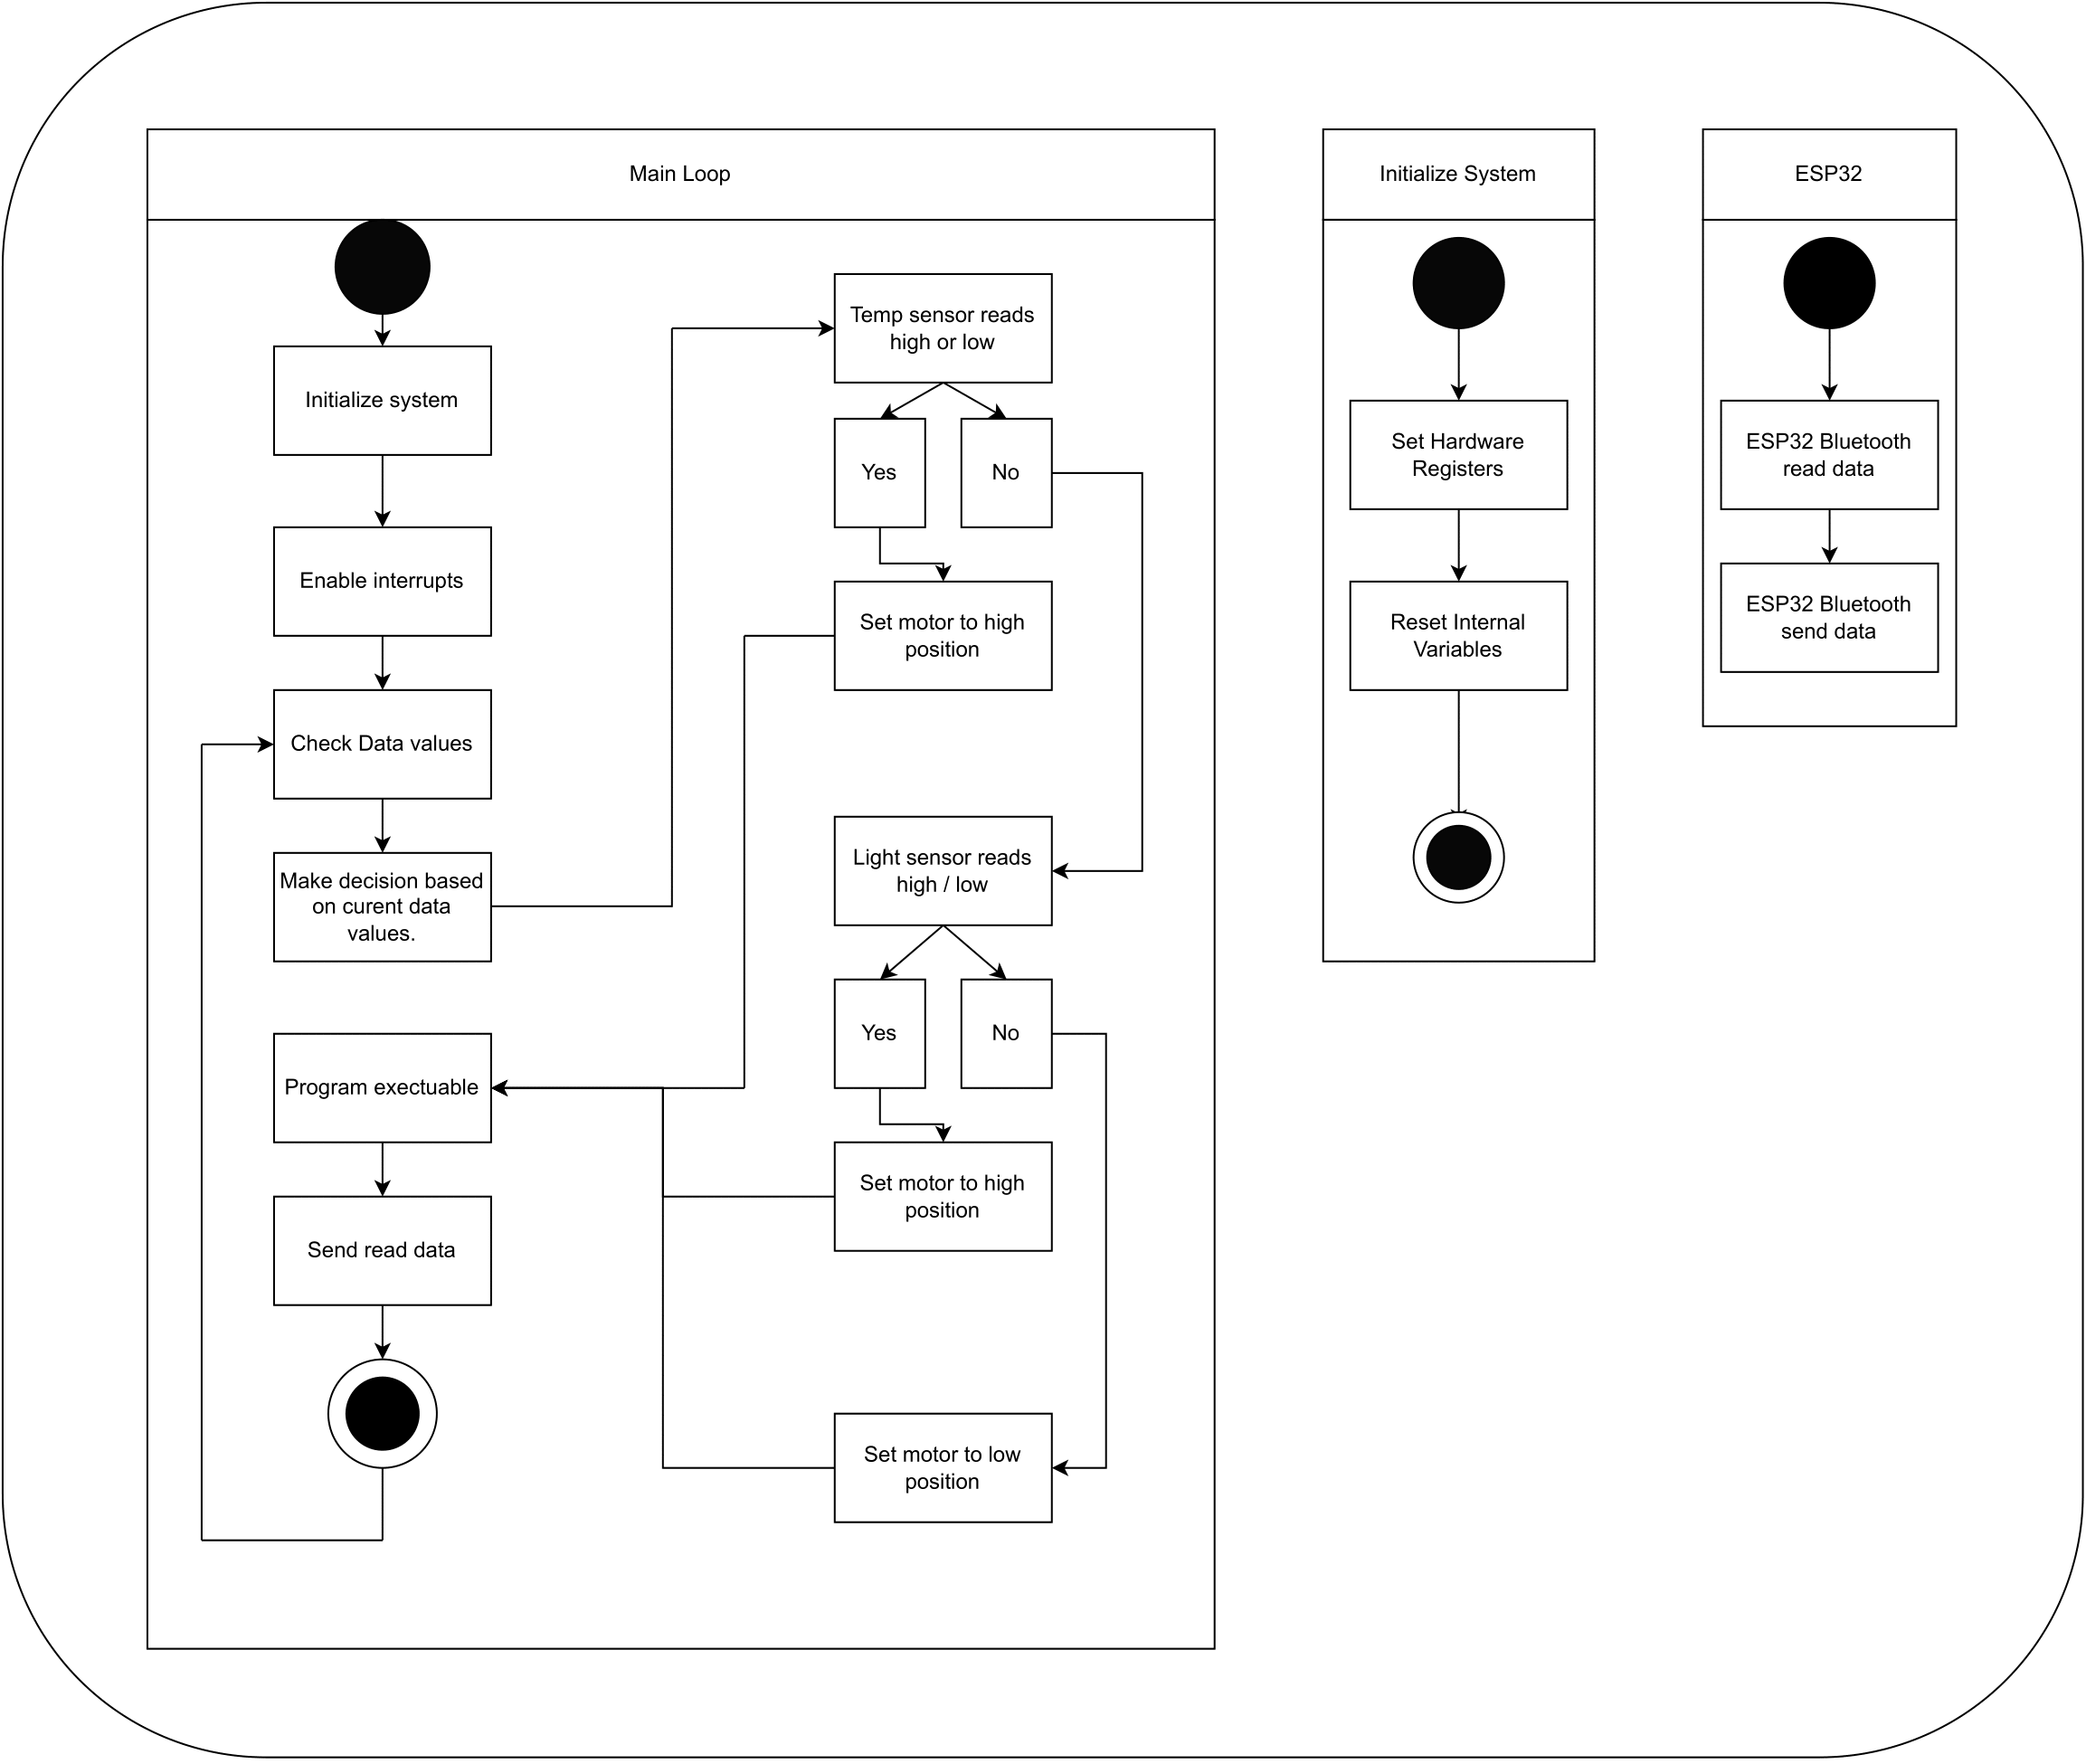 Main Loop
Initialize system
Enable interrupts
Check Data values
Make decision based
on curent data
values.
Program exectuable
Send read data
Temp sensor reads
high or low
Yes
No
Set motor to high
position
Light sensor reads
high / low
Yes
No
Set motor to high
position
Set motor to low
position
Initialize System
Set Hardware
Registers
Reset Internal
Variables
ESP32
ESP32 Bluetooth
read data
ESP32 Bluetooth
send data